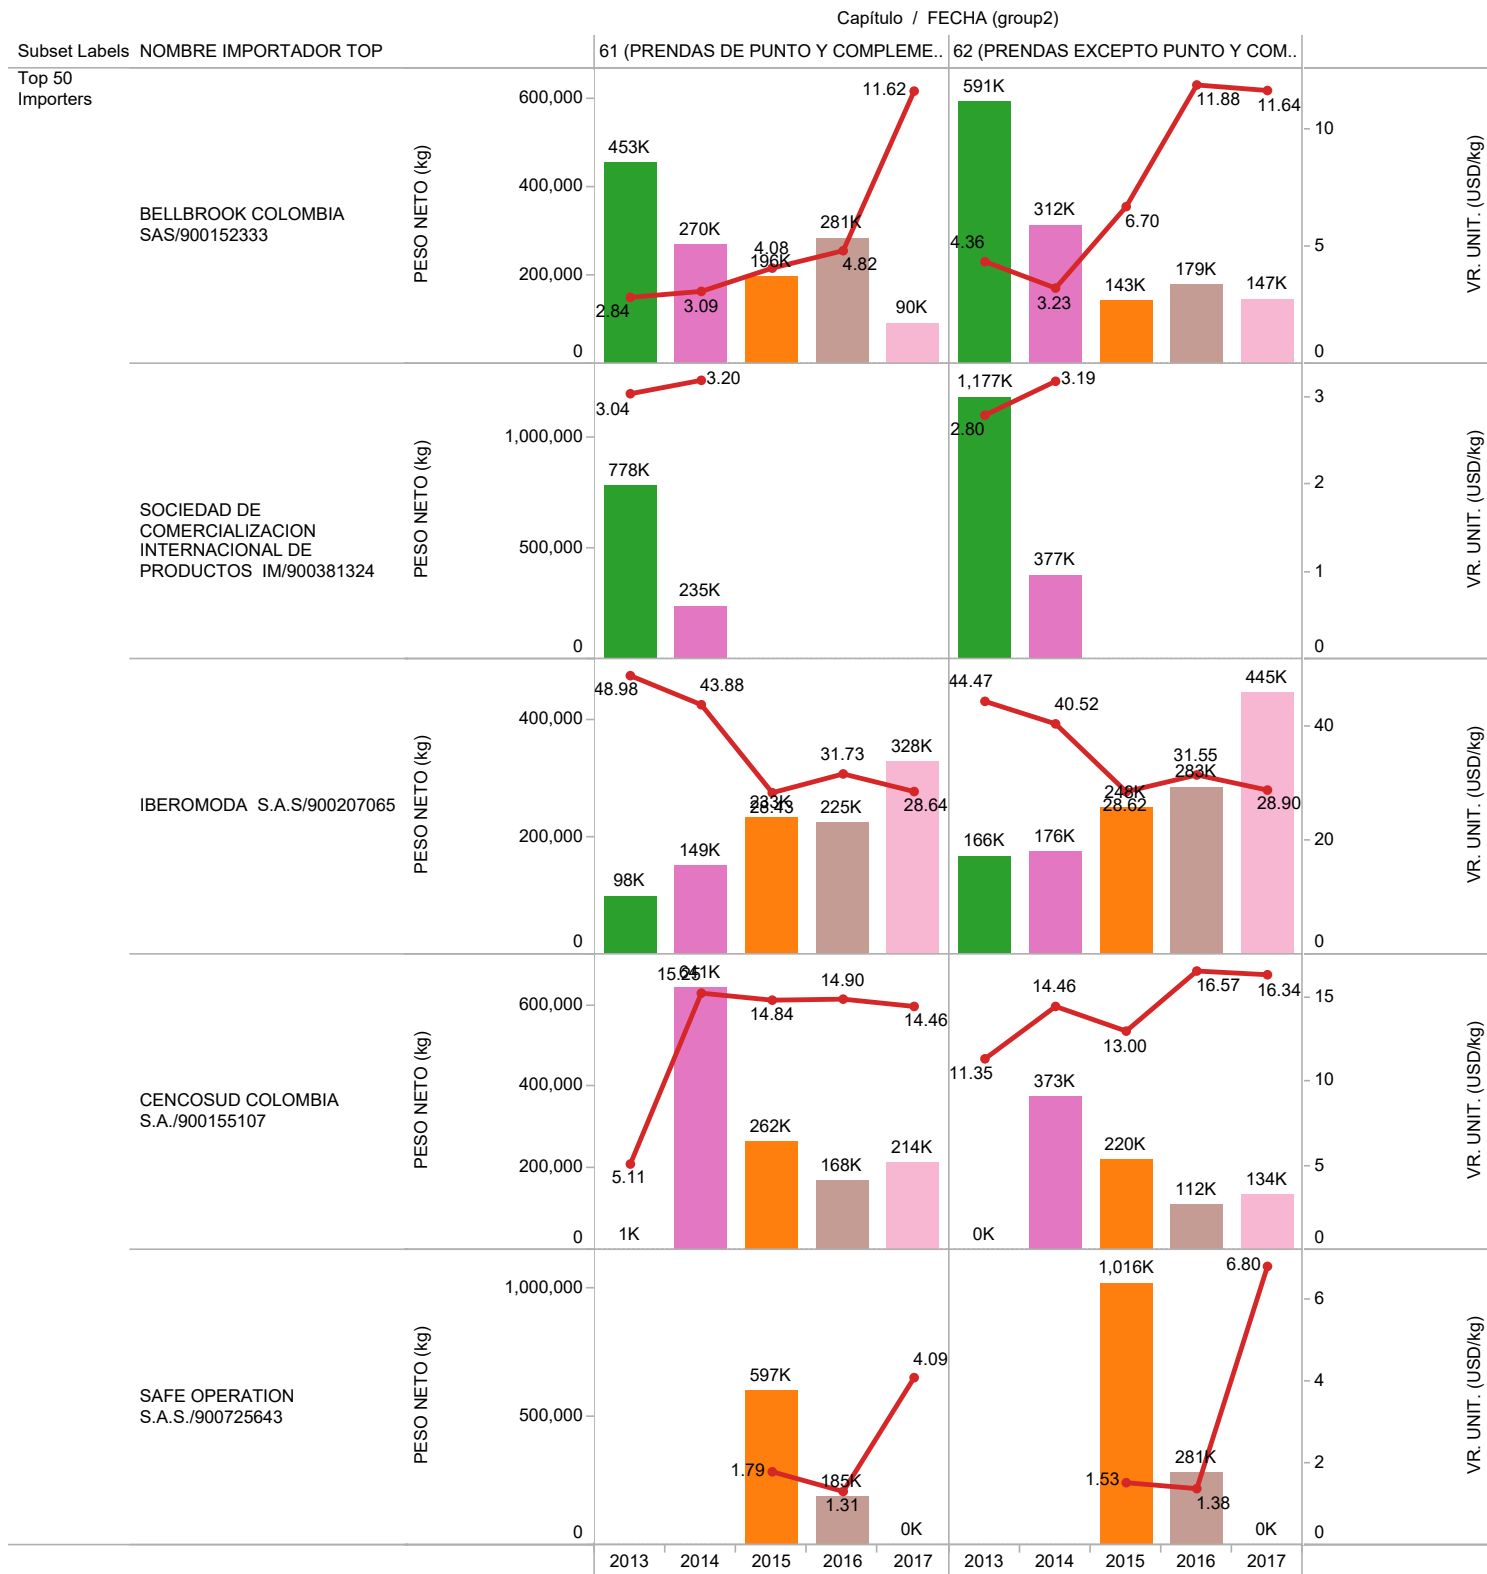 Capítulo / FECHA (group2)
Subset Labels NOMBRE IMPORTADOR TOP 61 (PRENDAS DE PUNTO Y COMPLEME.. 62 (PRENDAS EXCEPTO PUNTO Y COM..
Top 50
Importers
BELLBROOK COLOMBIA
SAS/900152333
PESO NETO (kg)
600,000
400,000
200,000
0
453K
270K
196K
281K
90K
2.84
3.09
4.08
4.82
11.62
591K
312K
143K
179K
147K
4.36
3.23
6.70
11.88
11.64
10
5
0
VR. UNIT. (USD/kg)
SOCIEDAD DE
COMERCIALIZACION
INTERNACIONAL DE
PRODUCTOS IM/900381324
PESO NETO (kg)
1,000,000
500,000
0
3.04
3.20
778K
235K
1,177K
3.19
2.80
377K
3
2
1
0
VR. UNIT. (USD/kg)
IBEROMODA S.A.S/900207065
PESO NETO (kg)
400,000
200,000
0
48.98
43.88
28.43
31.73
28.64
98K
149K
233K
225K
328K
44.47
40.52
28.62
31.55
28.90
166K
176K
248K
283K
445K
40
20
0
VR. UNIT. (USD/kg)
CENCOSUD COLOMBIA
S.A./900155107
PESO NETO (kg)
600,000
400,000
200,000
0
5.11
15.25
14.84
14.90
14.46
1K
641K
262K
168K
214K
11.35
14.46
13.00
16.57
16.34
0K
373K
220K
112K
134K
15
10
5
0
VR. UNIT. (USD/kg)
SAFE OPERATION
S.A.S./900725643
PESO NETO (kg)
1,000,000
500,000
0
597K
185K
0K
1.79
1.31
4.09
1,016K
281K
0K
1.53
1.38
6.80
6
4
2
0
VR. UNIT. (USD/kg)
2013 2014 2015 2016 2017 2013 2014 2015 2016 2017